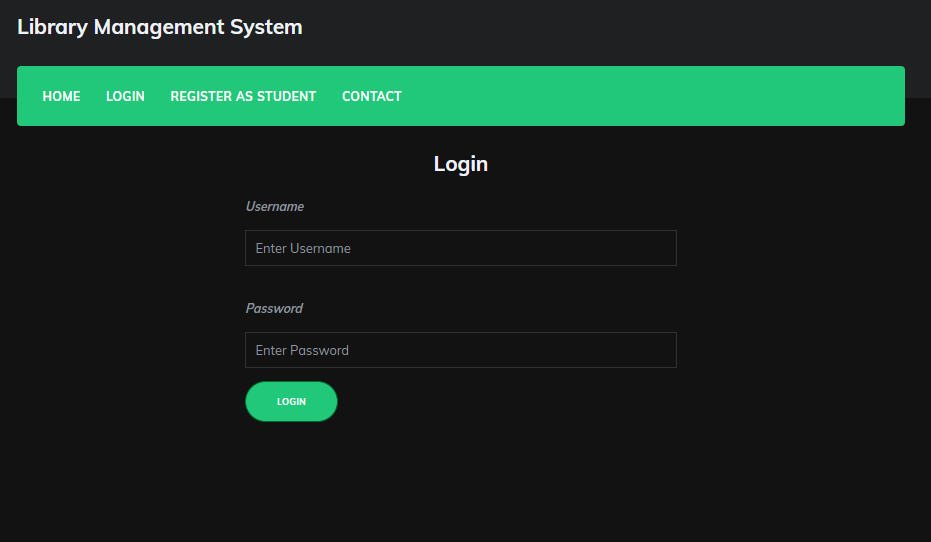 Library Management System
HOME LOGIN REGISTER AS STUDENT CONTACT
Login
Username
Enter Username
Password
Enter Password
LOGIN